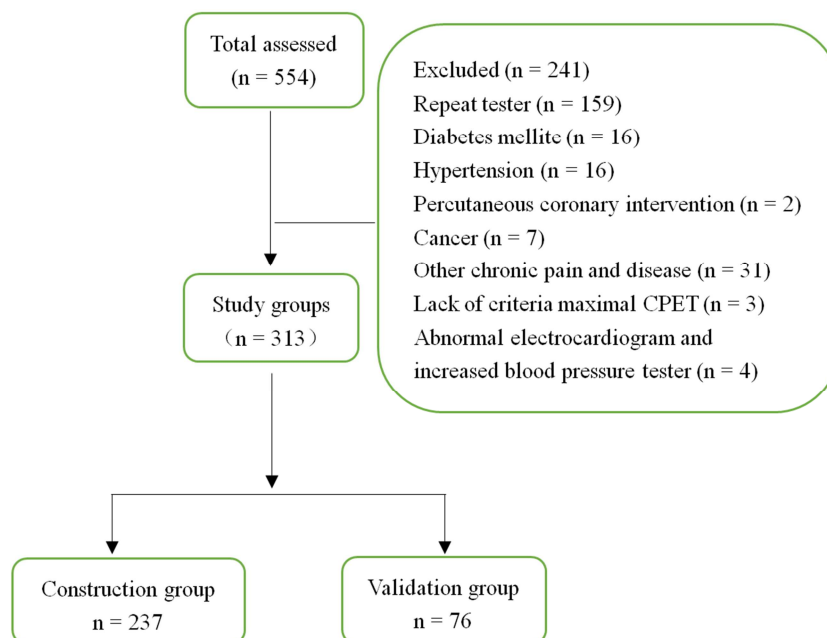 Total assessed
(n = 554)
Excluded (n = 241)
Repeat tester (n = 159)
Diabetes mellite (n = 16)
Hypertension (n = 16)
Percutaneous coronary intervention (n = 2)
Cancer (n = 7)
Other chronic pain and disease (n = 31)
Lack of criteria maximal CPET (n = 3)
Abnormal electrocardiogram and
increased blood pressure tester (n = 4)
Study groups
（n = 313）
Construction group
n = 237
Validation group
n = 76